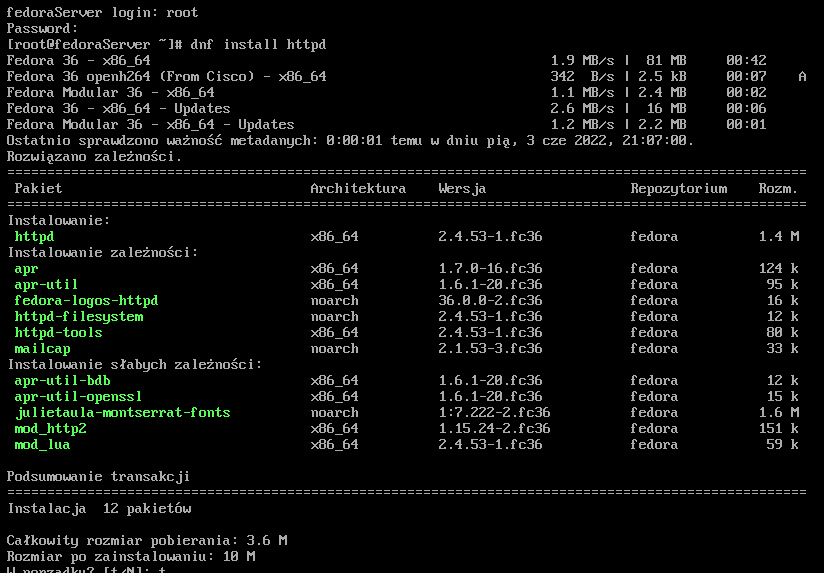 fedoraServer login: root
Password:
[root@fedoraServer ~]# dnf install httpd
Fedora 36 - x86_64 1.9 MB/s | 81 MB 00:42
Fedora 36 openh264 (From Cisco) - x86_64 342 B/s | 2.5 kB 00:07 A
Fedora Modular 36 - x86_64 1.1 MB/s | 2.4 MB 00:02
Fedora 36 - x86_64 - Updates 2.6 MB/s | 16 MB 00:06
Fedora Modular 36 - x86_64 - Updates 1.2 MB/s | 2.2 MB 00:01
Ostatnio sprawdzono ważność metadanych: 0:00:01 temu w dniu pią, 3 cze 2022, 21:07:00.
Rozwiązano zależności.
====================================================================================================
Pakiet Architektura Wersja Repozytorium Rozm.
====================================================================================================
Instalowanie:
httpd x86_64 2.4.53-1.fc36 fedora 1.4 M
Instalowanie zależności:
apr x86_64 1.7.0-16.fc36 fedora 124 k
apr-util x86_64 1.6.1-20.fc36 fedora 95 k
fedora-logos-httpd noarch 36.0.0-2.fc36 fedora 16 k
httpd-filesystem noarch 2.4.53-1.fc36 fedora 12 k
httpd-tools x86_64 2.4.53-1.fc36 fedora 80 k
mailcap noarch 2.1.53-3.fc36 fedora 33 k
Instalowanie słabych zależności:
apr-util-bdb x86_64 1.6.1-20.fc36 fedora 12 k
apr-util-openssl x86_64 1.6.1-20.fc36 fedora 15 k
julietaula-montserrat-fonts noarch 1:7.222-2.fc36 fedora 1.6 M
mod_http2 x86_64 1.15.24-2.fc36 fedora 151 k
mod_lua x86_64 2.4.53-1.fc36 fedora 59 k
Podsumowanie transakcji
====================================================================================================
Instalacja 12 pakietów
Całkowity rozmiar pobierania: 3.6 M
Rozmiar po zainstalowaniu: 10 M
W porządku? [t/N]: t